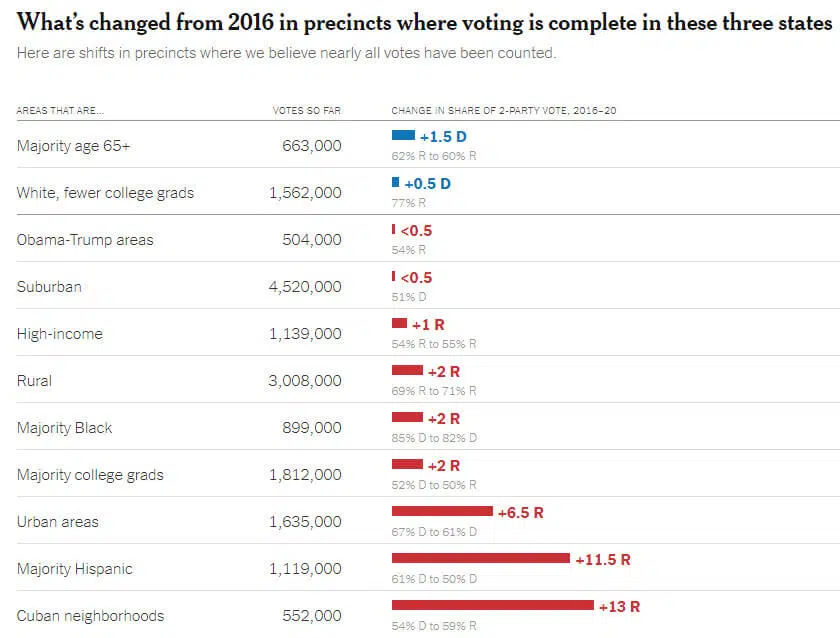 What's changed from 2016 in precincts where voting is complete in these three states
Here are shifts in precincts where we believe nearly all votes have been counted.
AREAS THAT ARE... VOTES SO FAR CHANGE IN SHARE OF 2-PARTY VOTE, 2016–20
Majority age 65+ 663,000 +1.5 D
62% R to 60% R
White, fewer college grads 1,562,000 +0.5 D
77% R
Obama-Trump areas 504,000 <0.5
54% R
Suburban 4,520,000 <0.5
51% D
High-income 1,139,000 +1 R
54% R to 55% R
Rural 3,008,000 +2 R
69% R to 71% R
Majority Black 899,000 +2 R
85% D to 82% D
Majority college grads 1,812,000 +2 R
52% D to 50% R
Urban areas 1,635,000 +6.5 R
67% D to 61% D
Majority Hispanic 1,119,000 +11.5 R
61% D to 50% D
Cuban neighborhoods 552,000 +13 R
54% D to 59% R